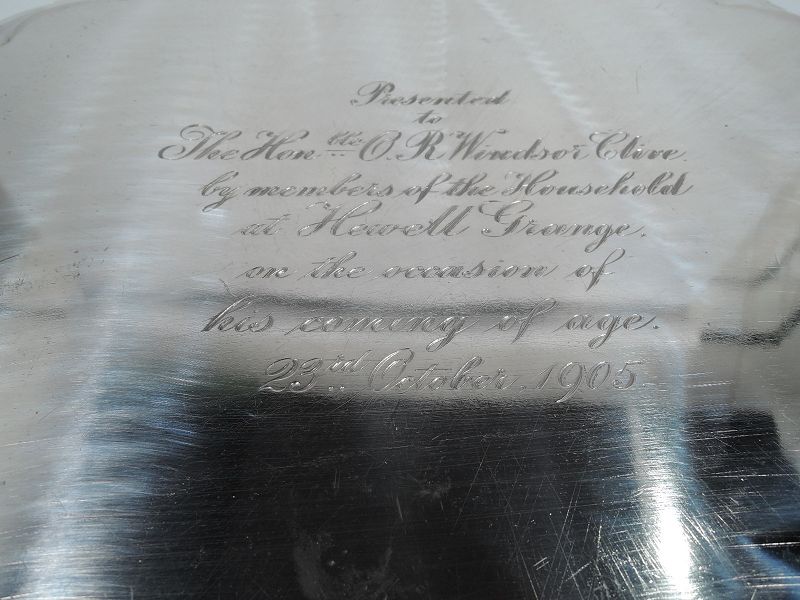 Presented
to
The Honble O. R. Windsor Clive.
by members of the Household
at Hewell Grange.
on the occasion of
his coming of age.
23rd October. 1905.